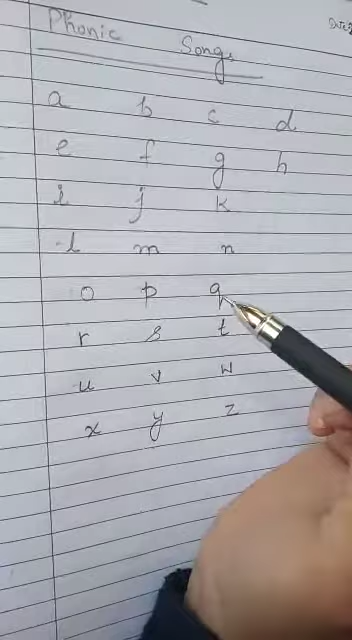 Phonic Songs
a b c d
e f g h
i j k
l m n
o p q
r s t
u v w
x y z